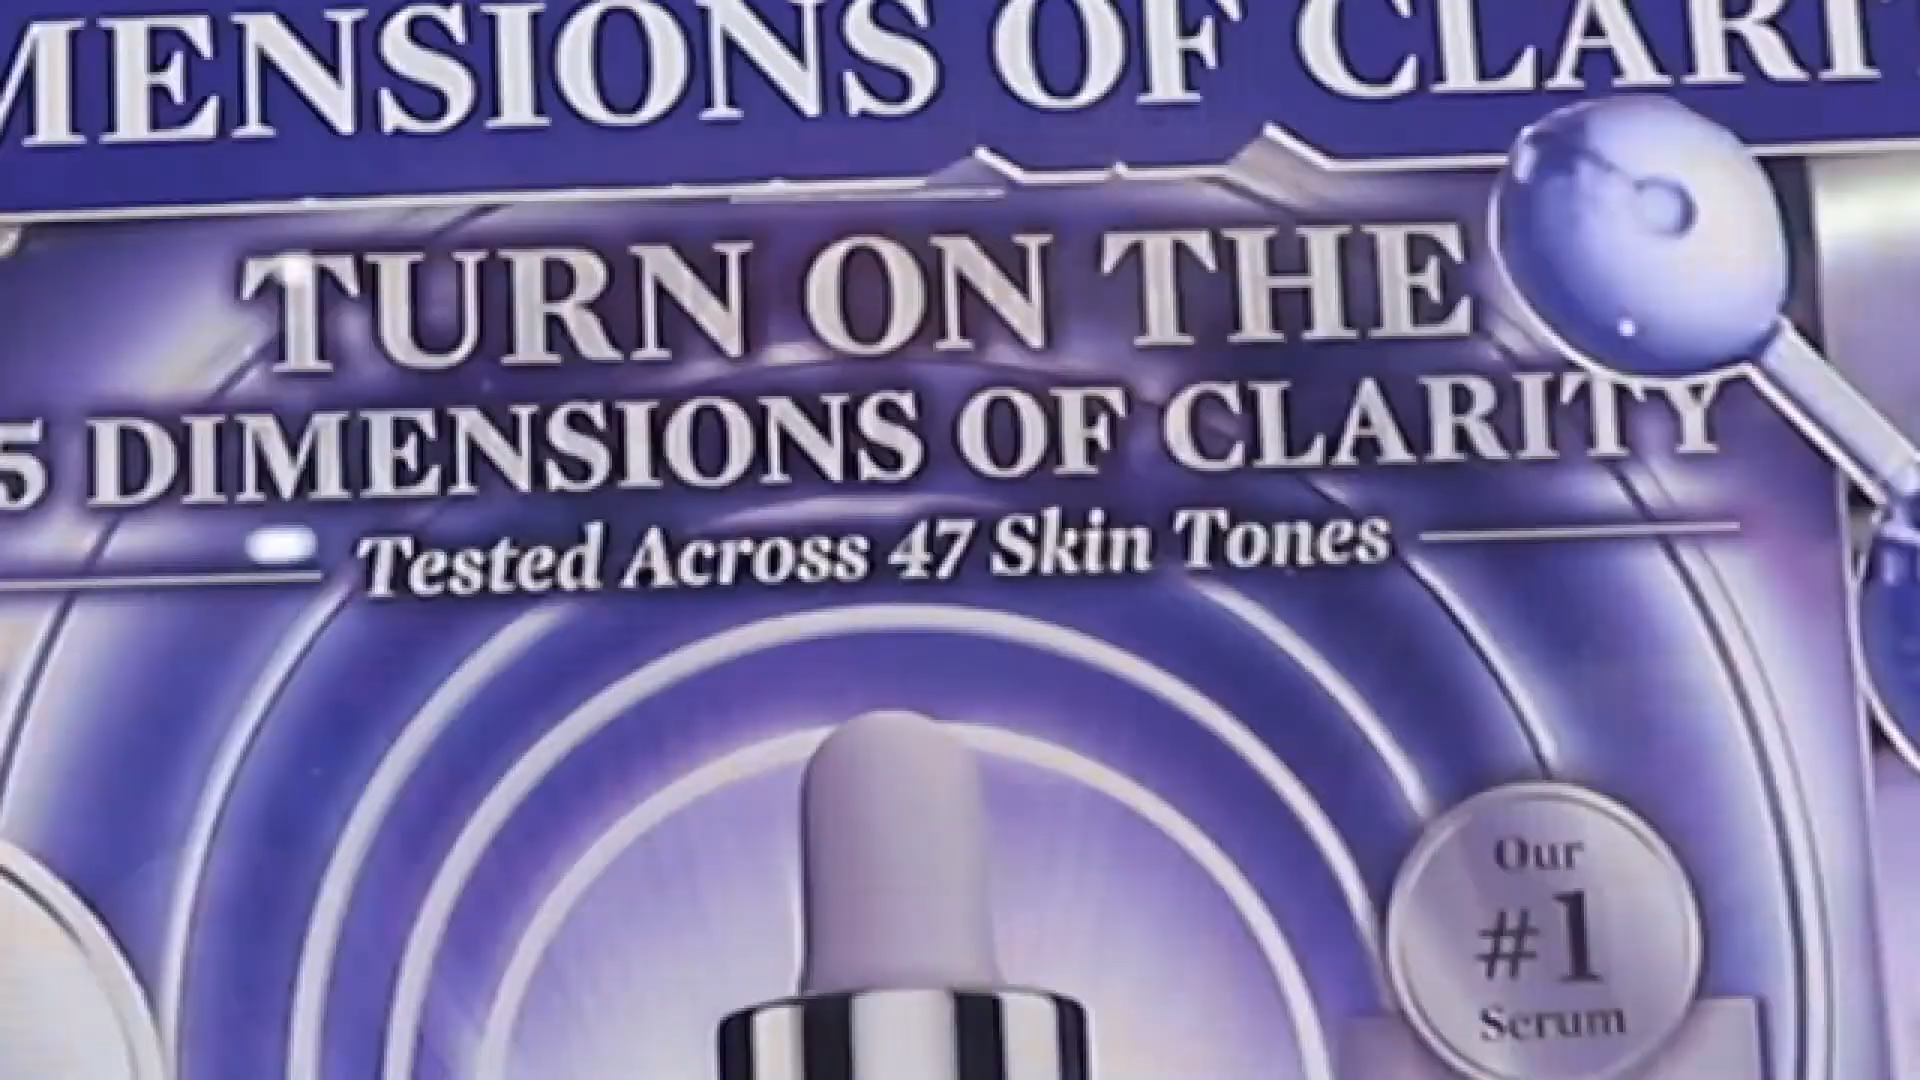 MENSIONS OF CLARI
TURN ON THE
5 DIMENSIONS OF CLARITY
Tested Across 47 Skin Tones
Our
#1
Serum